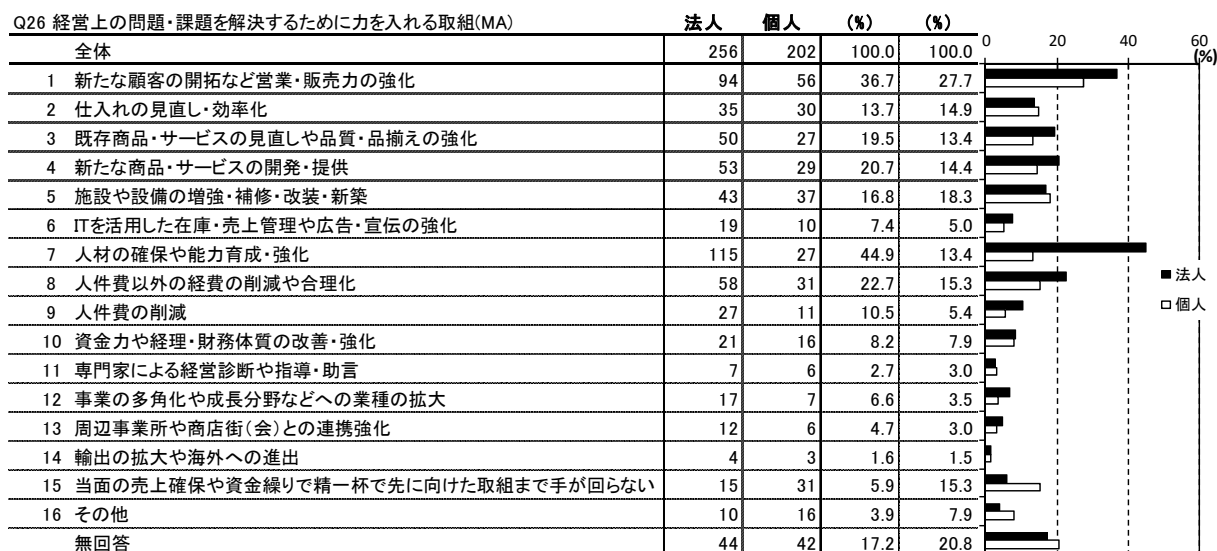 Q26 経営上の問題・課題を解決するために力を入れる取組(MA) 法人 個人 (%) (%)
全体 256 202 100.0 100.0 0 20 40 60
(%)
1 新たな顧客の開拓など営業・販売力の強化 94 56 36.7 27.7
2 仕入れの見直し・効率化 35 30 13.7 14.9
3 既存商品・サービスの見直しや品質・品揃えの強化 50 27 19.5 13.4
4 新たな商品・サービスの開発・提供 53 29 20.7 14.4
5 施設や設備の増強・補修・改装・新築 43 37 16.8 18.3
6 ITを活用した在庫・売上管理や広告・宣伝の強化 19 10 7.4 5.0
7 人材の確保や能力育成・強化 115 27 44.9 13.4
8 人件費以外の経費の削減や合理化 58 31 22.7 15.3
法人
9 人件費の削減 27 11 10.5 5.4
個人
10 資金力や経理・財務体質の改善・強化 21 16 8.2 7.9
11 専門家による経営診断や指導・助言 7 6 2.7 3.0
12 事業の多角化や成長分野などへの業種の拡大 17 7 6.6 3.5
13 周辺事業所や商店街(会)との連携強化 12 6 4.7 3.0
14 輸出の拡大や海外への進出 4 3 1.6 1.5
15 当面の売上確保や資金繰りで精一杯で先に向けた取組まで手が回らない 15 31 5.9 15.3
16 その他 10 16 3.9 7.9
無回答 44 42 17.2 20.8